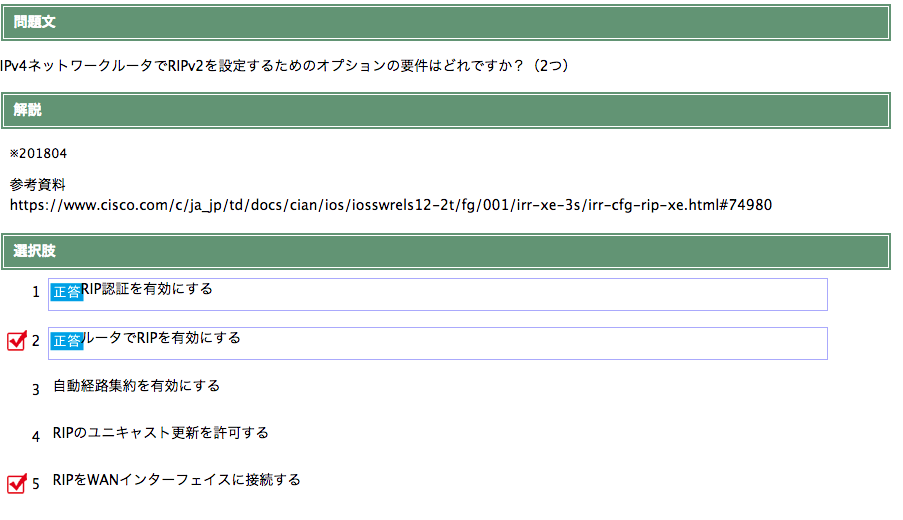 問題文
IPv4ネットワークルータでRIPv2を設定するためのオプションの要件はどれですか？（2つ）
解説
※201804
参考資料
https://www.cisco.com/c/ja_jp/td/docs/cian/ios/iosswrels12-2t/fg/001/irr-xe-3s/irr-cfg-rip-xe.html#74980
選択肢
1 正答RIP認証を有効にする
2 正答ルータでRIPを有効にする
3 自動経路集約を有効にする
4 RIPのユニキャスト更新を許可する
5 RIPをWANインターフェイスに接続する